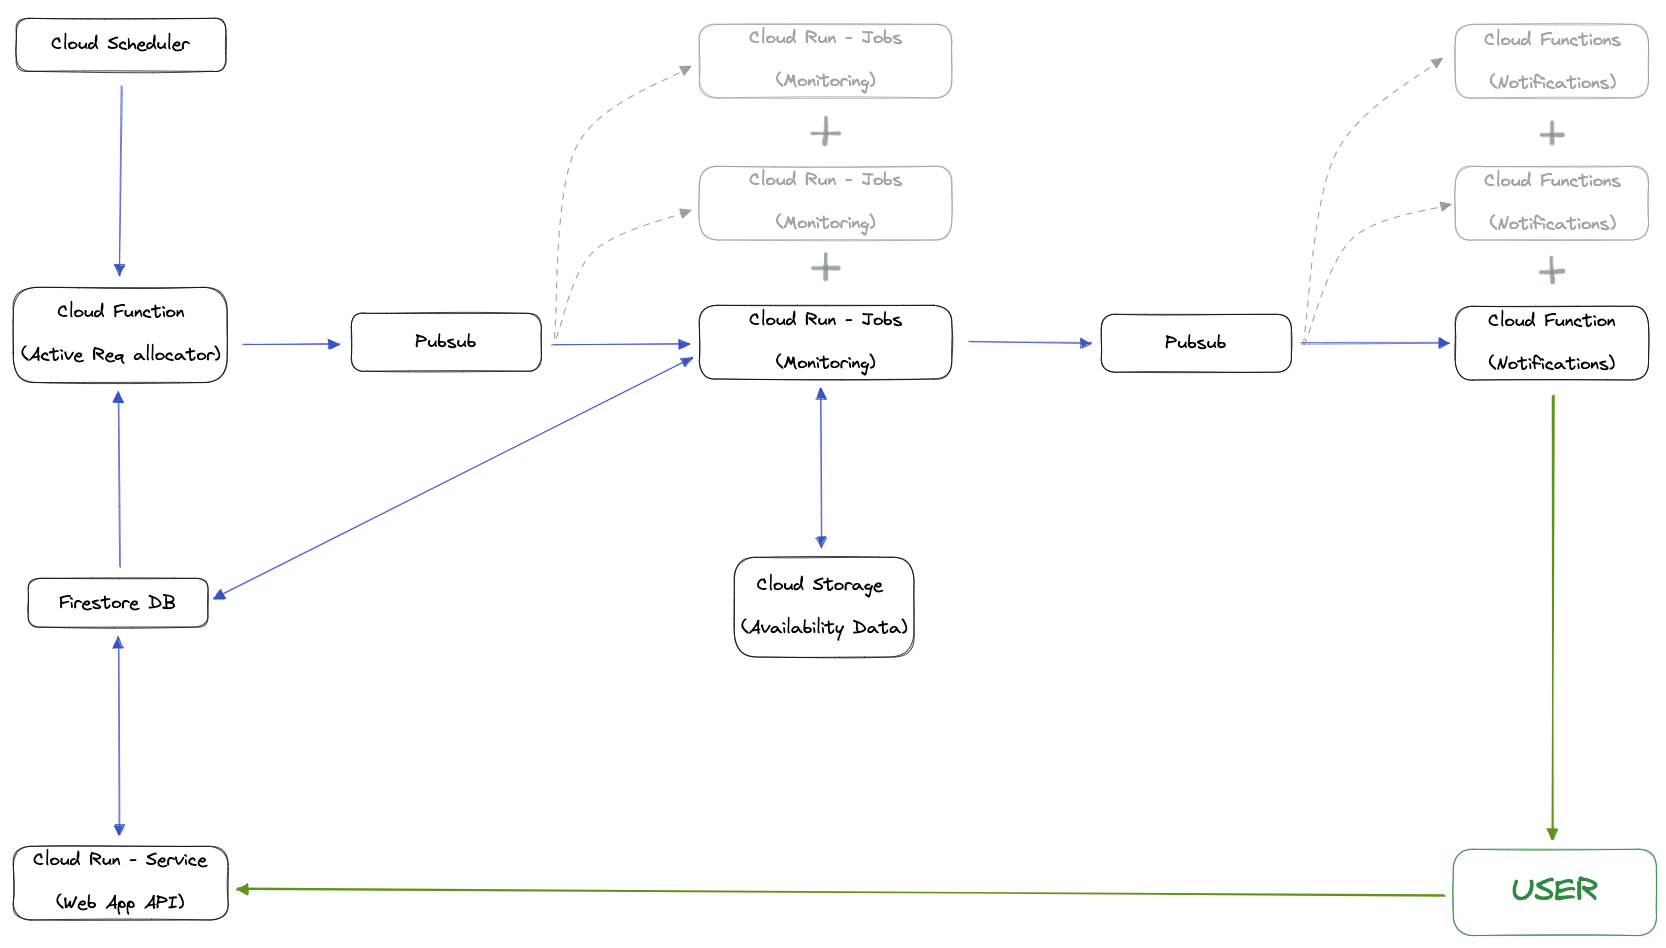 Cloud Scheduler
Cloud Run - Jobs
(Monitoring)
Cloud Functions
(Notifications)
+
+
Cloud Run - Jobs
(Monitoring)
Cloud Functions
(Notifications)
+
+
Cloud Function
(Active Req allocator)
Pubsub
Cloud Run - Jobs
(Monitoring)
Pubsub
Cloud Function
(Notifications)
Firestore DB
Cloud Storage
(Availability Data)
Cloud Run - Service
(Web App API)
USER